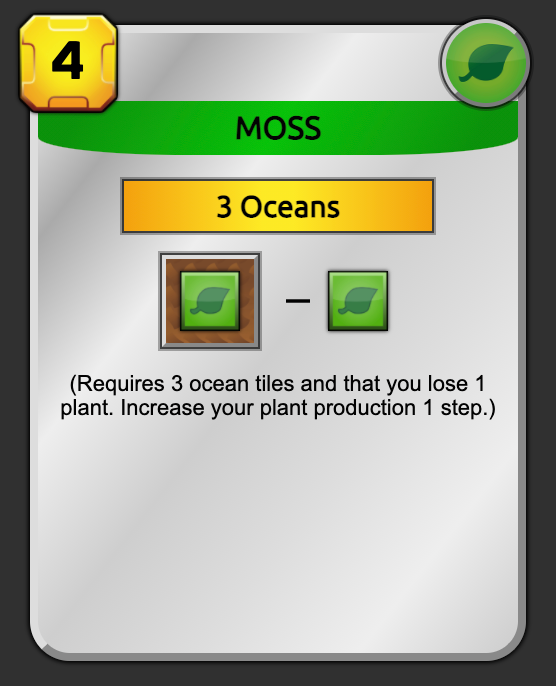 4
MOSS
3 Oceans
(Requires 3 ocean tiles and that you lose 1
plant. Increase your plant production 1 step.)